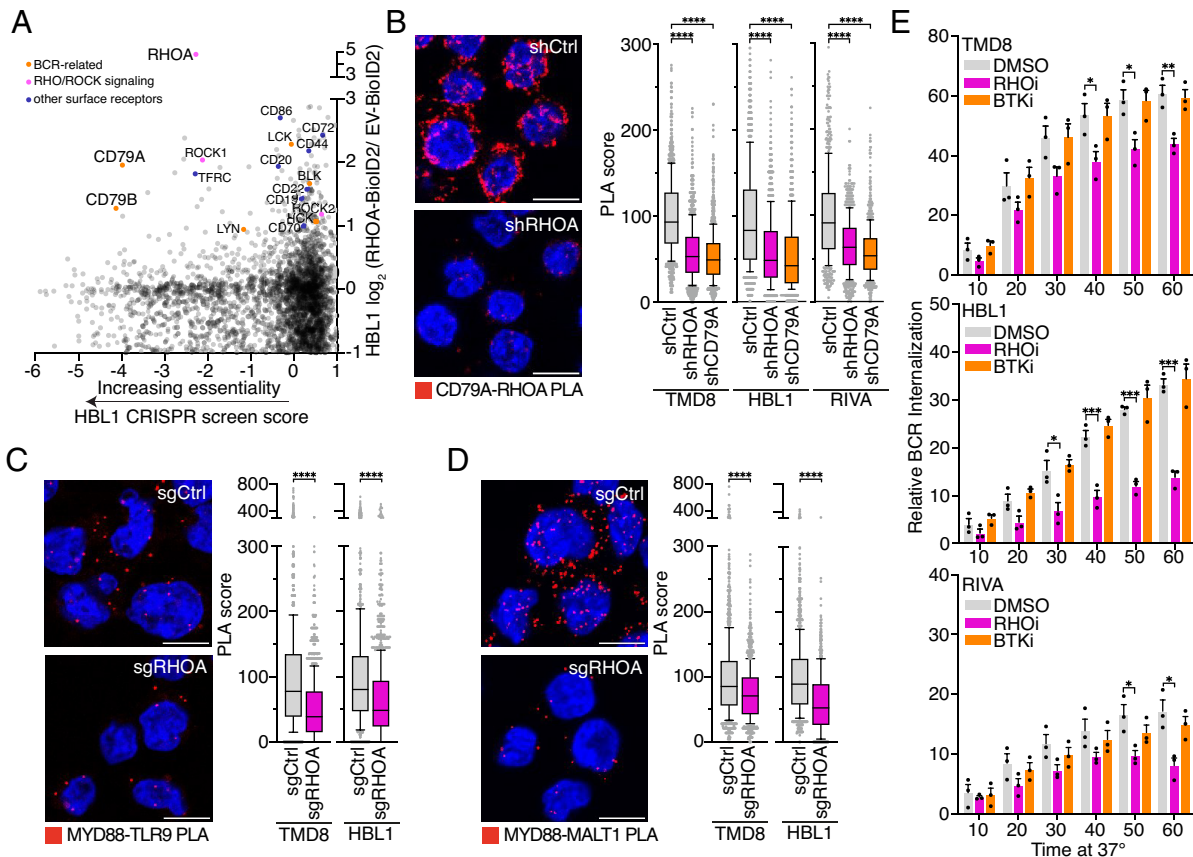 A
RHOA
BCR-related
RHO/ROCK signaling
other surface receptors
CD86
CD72
LCK
CD44
CD79A
ROCK1
CD20
TFRC
BLK
CD22
CD19
CD79B
ROCK2
LYN
CD70
5
4
3
3
2
1
0
-1
HBL1 log2 (RHOA-BioID2/ EV-BioID2)
-6 -5 -4 -3 -2 -1 0 1
Increasing essentiality
HBL1 CRISPR screen score
B
shCtrl
shRHOA
CD79A-RHOA PLA
PLA score
300
200
100
0
**** **** ****
**** **** ****
shCtrl shRHOA shCD79A shCtrl shRHOA shCD79A shCtrl shRHOA shCD79A
TMD8 HBL1 RIVA
C
sgCtrl
sgRHOA
MYD88-TLR9 PLA
PLA score
800
400
300
200
100
0
**** ****
sgCtrl sgRHOA sgCtrl sgRHOA
TMD8 HBL1
D
sgCtrl
sgRHOA
MYD88-MALT1 PLA
PLA score
800
400
300
200
100
0
**** ****
sgCtrl sgRHOA sgCtrl sgRHOA
TMD8 HBL1
E
TMD8
DMSO
RHOi
BTKi
80
60
40
20
0
* * **
10 20 30 40 50 60
HBL1
DMSO
RHOi
BTKi
50
40
30
20
10
0
* *** *** ***
10 20 30 40 50 60
RIVA
DMSO
RHOi
BTKi
40
30
20
10
0
* *
10 20 30 40 50 60
Relative BCR Internalization
Time at 37°